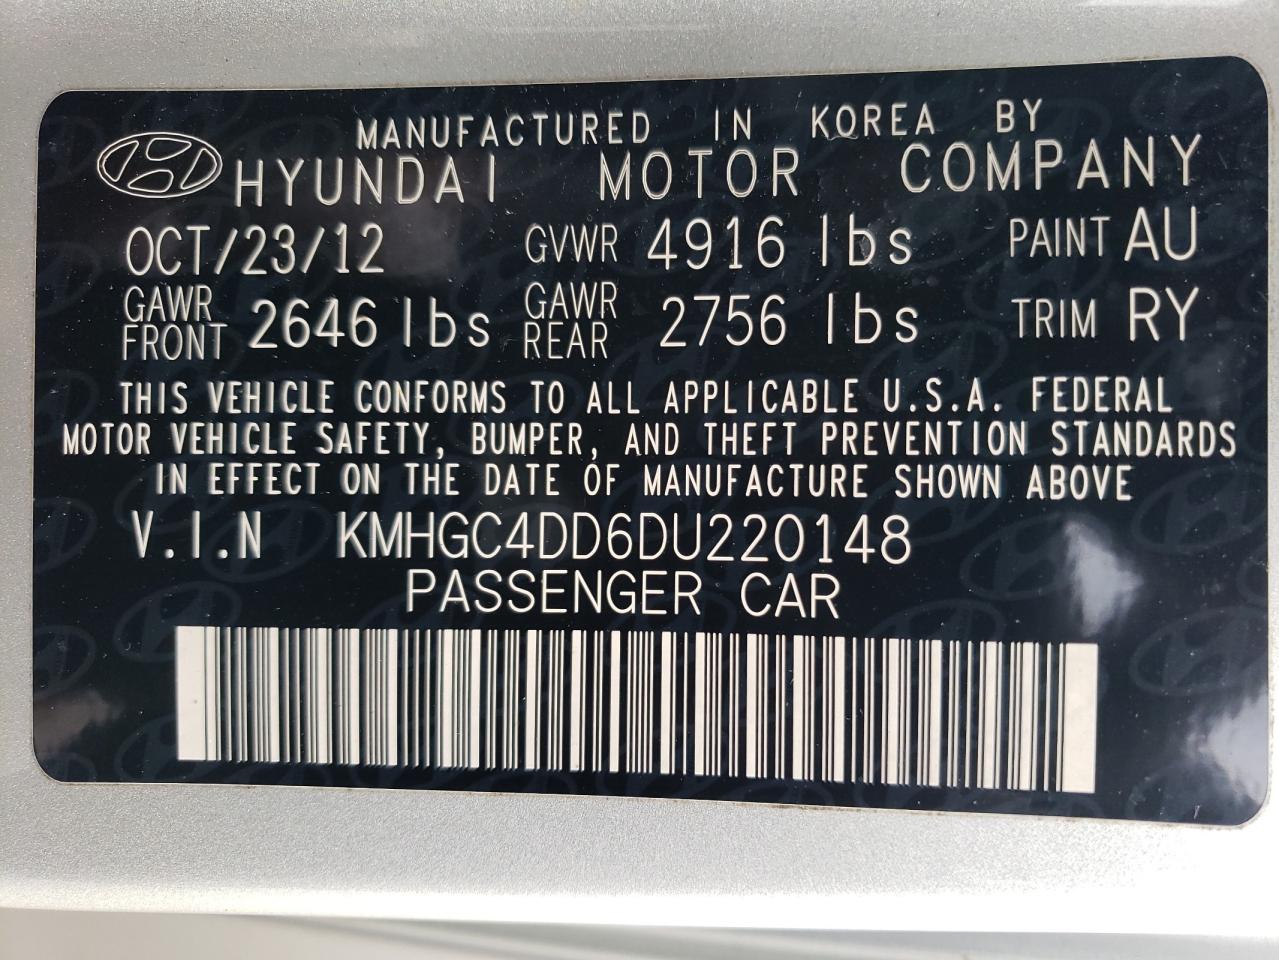 MANUFACTURED IN KOREA BY
HYUNDAI MOTOR COMPANY
OCT/23/12 GVWR 4916 lbs PAINT AU
GAWR FRONT 2646 lbs GAWR REAR 2756 lbs TRIM RY
THIS VEHICLE CONFORMS TO ALL APPLICABLE U.S.A. FEDERAL
MOTOR VEHICLE SAFETY, BUMPER, AND THEFT PREVENTION STANDARDS
IN EFFECT ON THE DATE OF MANUFACTURE SHOWN ABOVE
V.I.N KMHGC4DD6DU220148
PASSENGER CAR